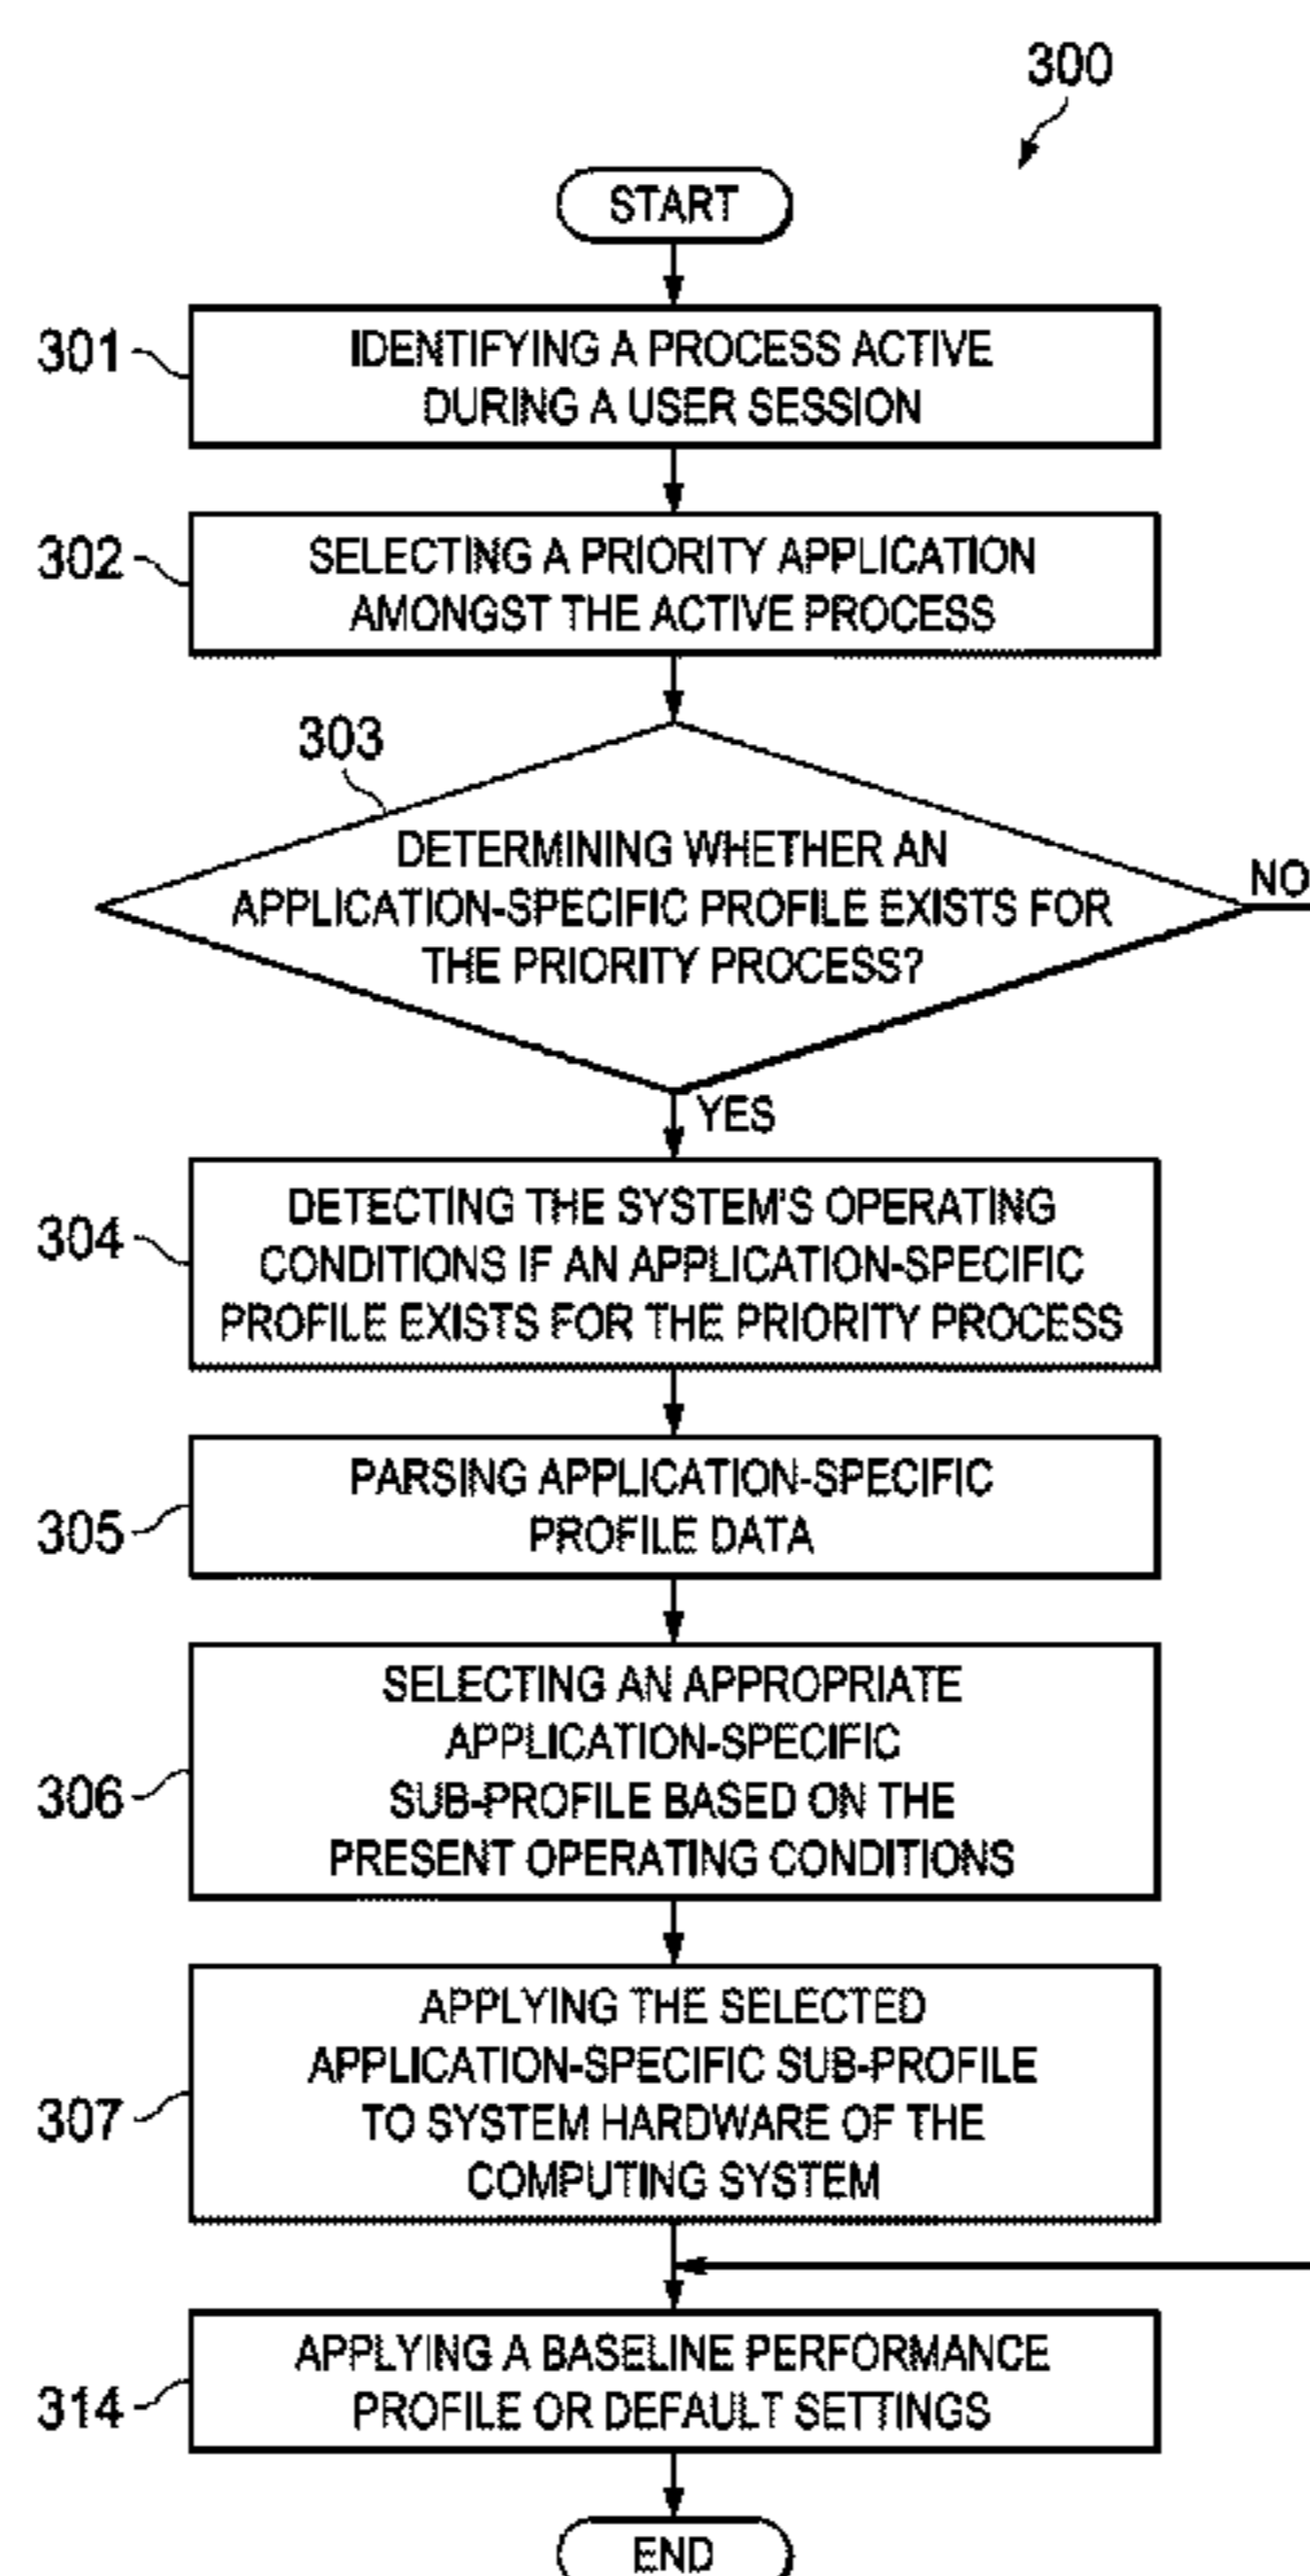 300
START
301
IDENTIFYING A PROCESS ACTIVE
DURING A USER SESSION
302
SELECTING A PRIORITY APPLICATION
AMONGST THE ACTIVE PROCESS
303
DETERMINING WHETHER AN
APPLICATION-SPECIFIC PROFILE EXISTS FOR
THE PRIORITY PROCESS?
NO
YES
304
DETECTING THE SYSTEM'S OPERATING
CONDITIONS IF AN APPLICATION-SPECIFIC
PROFILE EXISTS FOR THE PRIORITY PROCESS
305
PARSING APPLICATION-SPECIFIC
PROFILE DATA
306
SELECTING AN APPROPRIATE
APPLICATION-SPECIFIC
SUB-PROFILE BASED ON THE
PRESENT OPERATING CONDITIONS
307
APPLYING THE SELECTED
APPLICATION-SPECIFIC SUB-PROFILE
TO SYSTEM HARDWARE OF THE
COMPUTING SYSTEM
314
APPLYING A BASELINE PERFORMANCE
PROFILE OR DEFAULT SETTINGS
END